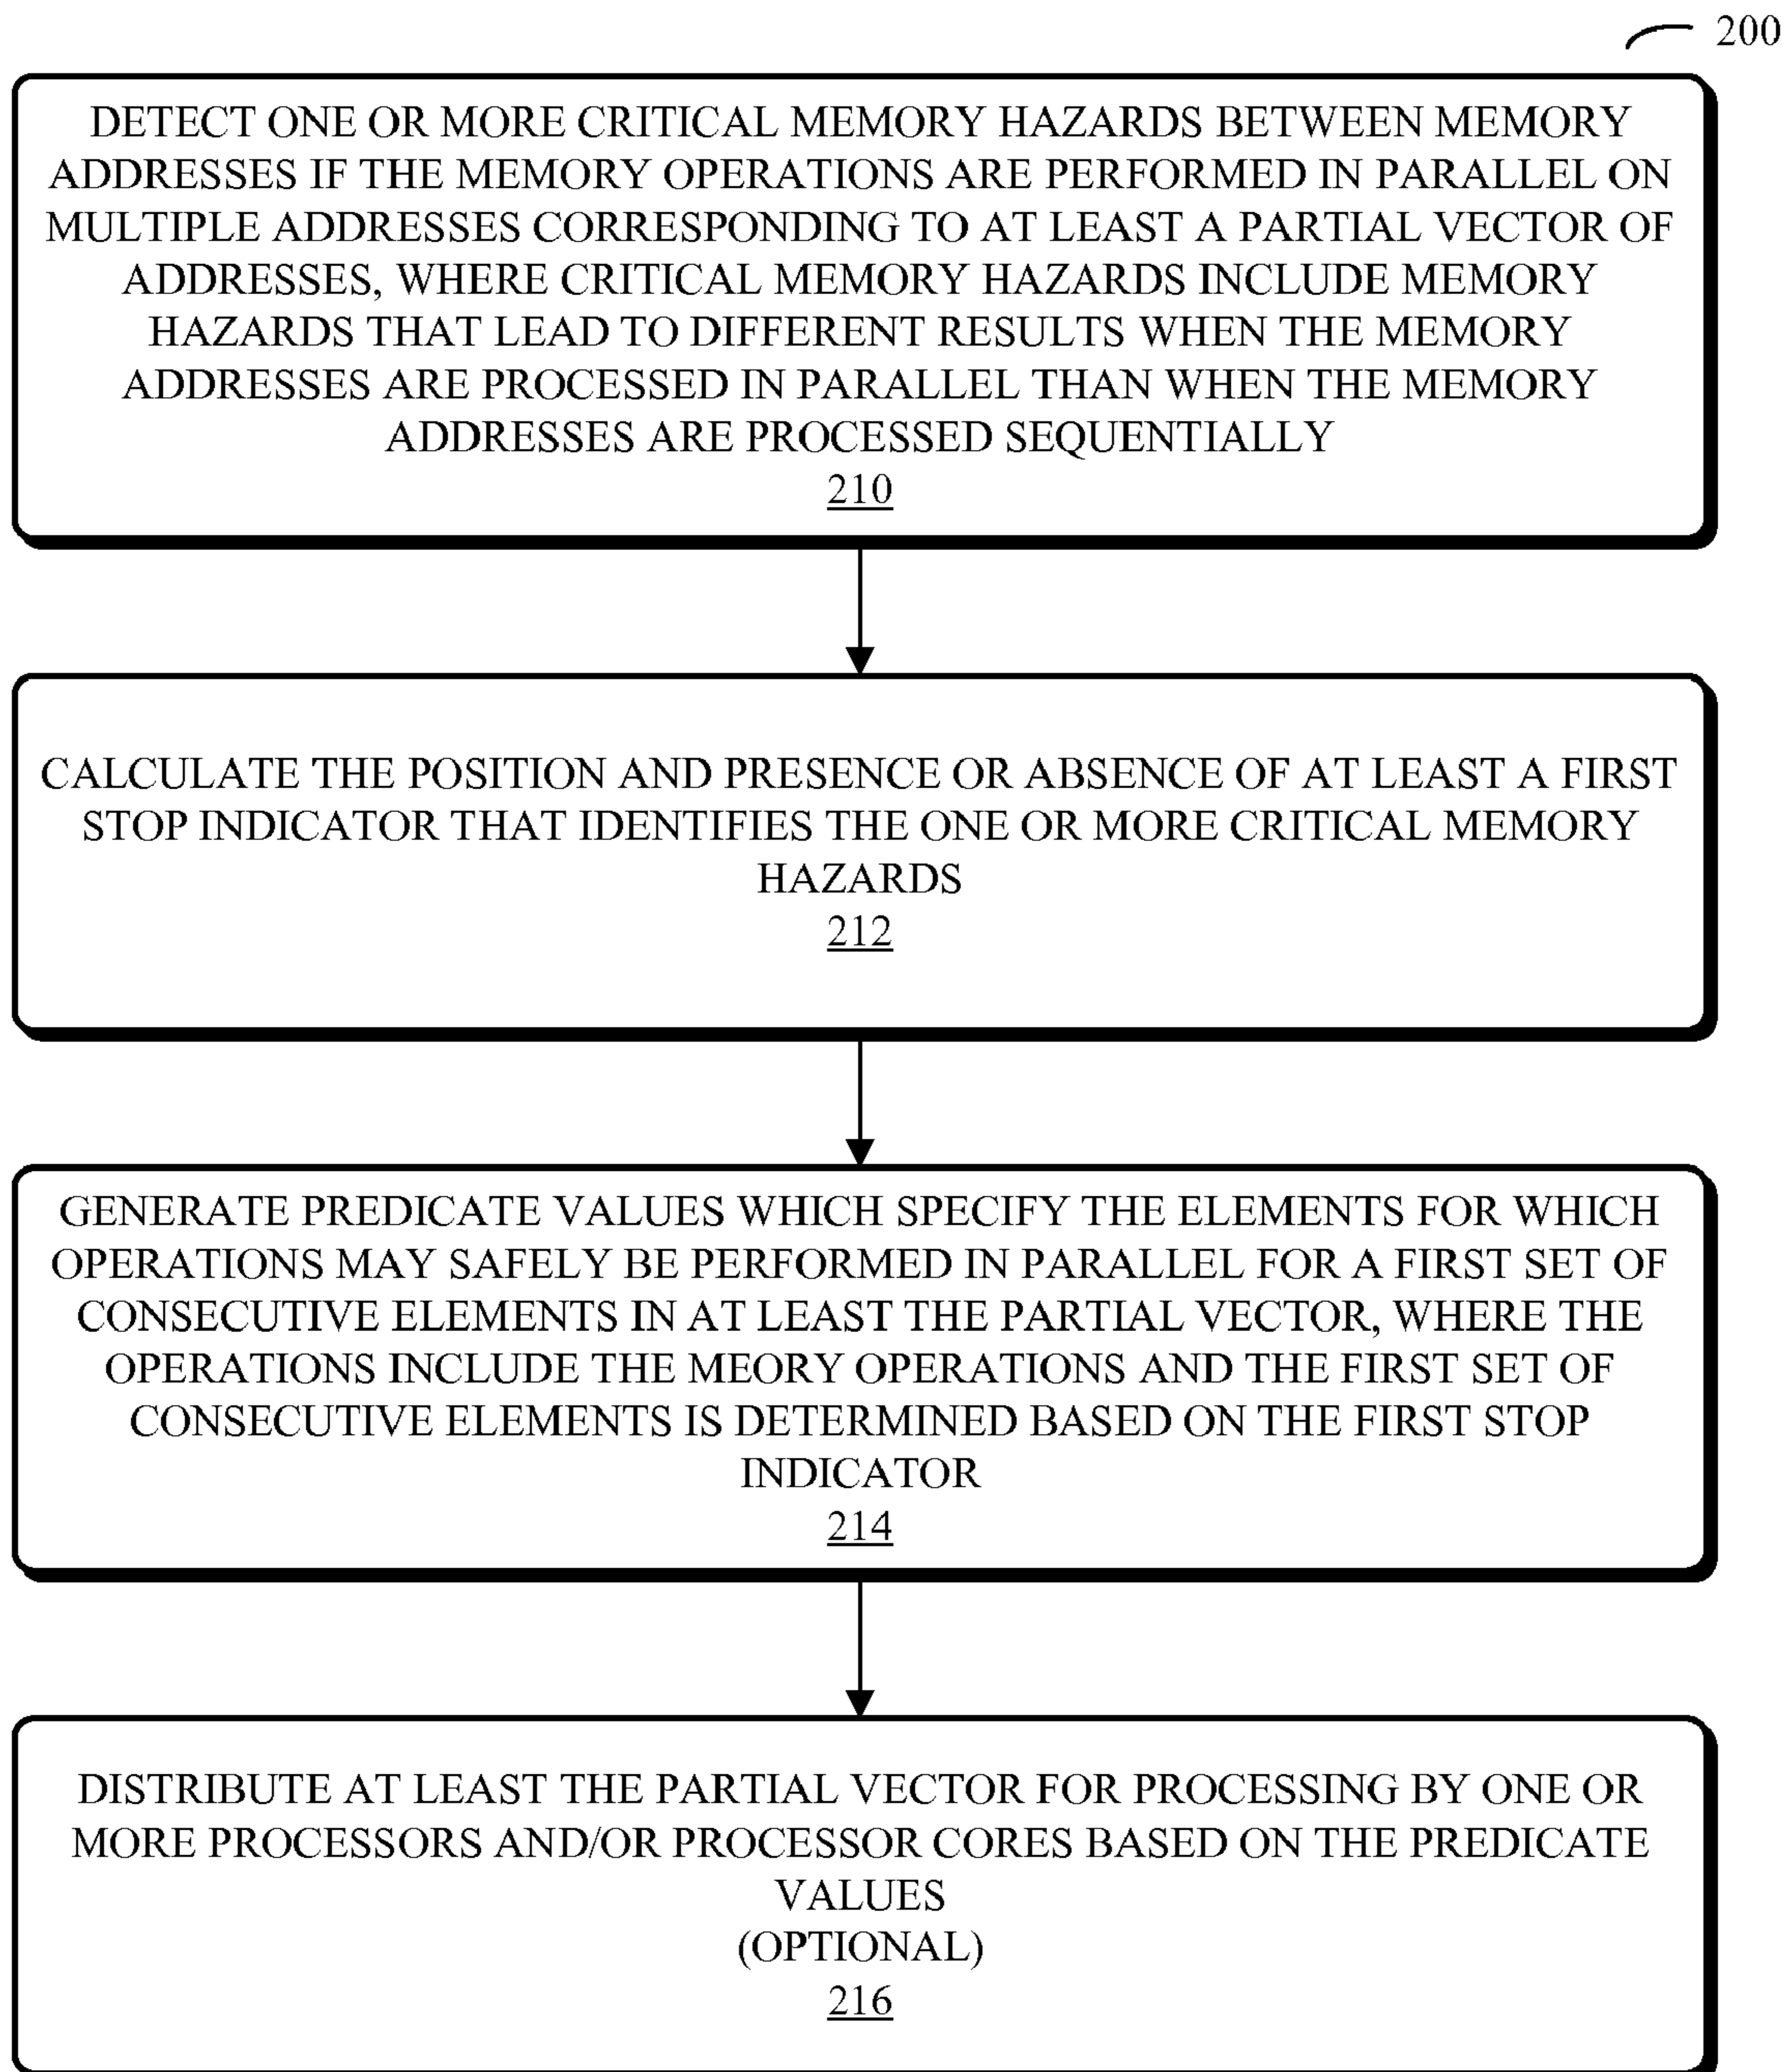 200
DETECT ONE OR MORE CRITICAL MEMORY HAZARDS BETWEEN MEMORY
ADDRESSES IF THE MEMORY OPERATIONS ARE PERFORMED IN PARALLEL ON
MULTIPLE ADDRESSES CORRESPONDING TO AT LEAST A PARTIAL VECTOR OF
ADDRESSES, WHERE CRITICAL MEMORY HAZARDS INCLUDE MEMORY
HAZARDS THAT LEAD TO DIFFERENT RESULTS WHEN THE MEMORY
ADDRESSES ARE PROCESSED IN PARALLEL THAN WHEN THE MEMORY
ADDRESSES ARE PROCESSED SEQUENTIALLY
210
CALCULATE THE POSITION AND PRESENCE OR ABSENCE OF AT LEAST A FIRST
STOP INDICATOR THAT IDENTIFIES THE ONE OR MORE CRITICAL MEMORY
HAZARDS
212
GENERATE PREDICATE VALUES WHICH SPECIFY THE ELEMENTS FOR WHICH
OPERATIONS MAY SAFELY BE PERFORMED IN PARALLEL FOR A FIRST SET OF
CONSECUTIVE ELEMENTS IN AT LEAST THE PARTIAL VECTOR, WHERE THE
OPERATIONS INCLUDE THE MEORY OPERATIONS AND THE FIRST SET OF
CONSECUTIVE ELEMENTS IS DETERMINED BASED ON THE FIRST STOP
INDICATOR
214
DISTRIBUTE AT LEAST THE PARTIAL VECTOR FOR PROCESSING BY ONE OR
MORE PROCESSORS AND/OR PROCESSOR CORES BASED ON THE PREDICATE
VALUES
(OPTIONAL)
216